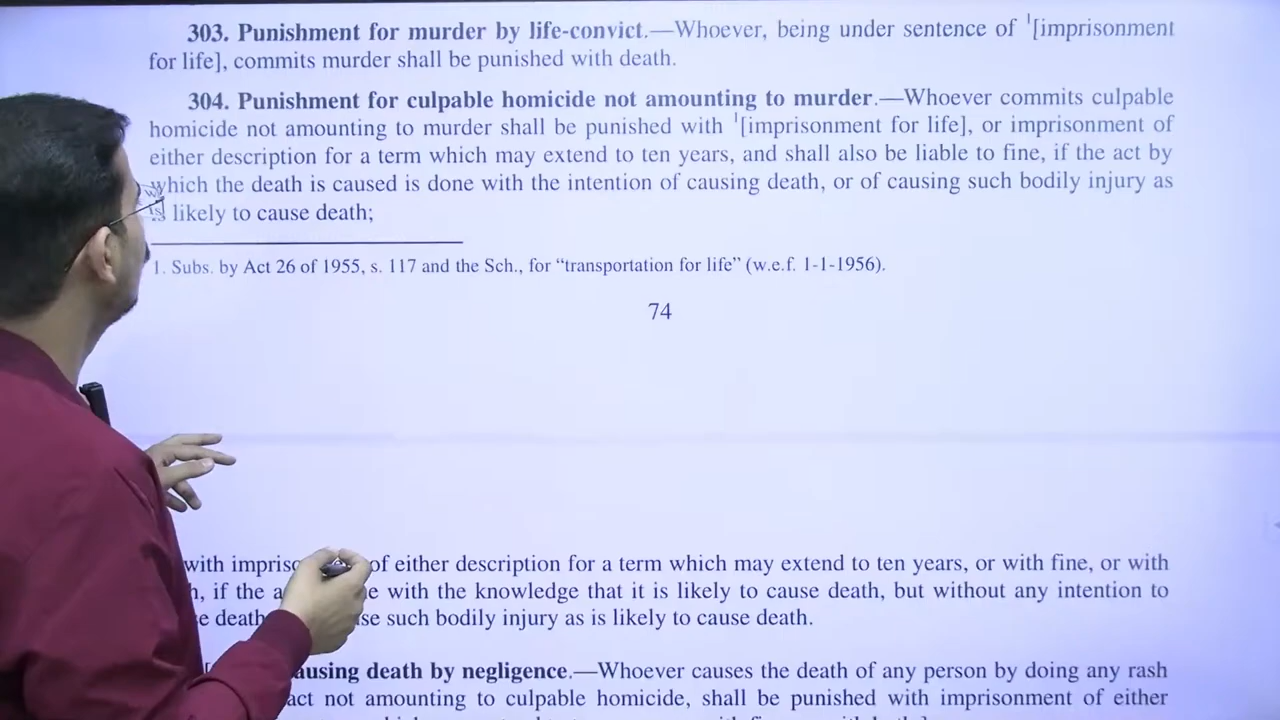 303. Punishment for murder by life-convict.—Whoever, being under sentence of ¹[imprisonment
for life], commits murder shall be punished with death.
304. Punishment for culpable homicide not amounting to murder.—Whoever commits culpable
homicide not amounting to murder shall be punished with ¹[imprisonment for life], or imprisonment of
either description for a term which may extend to ten years, and shall also be liable to fine, if the act by
which the death is caused is done with the intention of causing death, or of causing such bodily injury as
is likely to cause death;
1. Subs. by Act 26 of 1955, s. 117 and the Sch., for “transportation for life” (w.e.f. 1-1-1956).
74
with of either description for a term which may extend to ten years, or with fine, or with
if the with the knowledge that it is likely to cause death, but without any intention to
death such bodily injury as is likely to cause death.
death by negligence.—Whoever causes the death of any person by doing any rash
act not amounting to culpable homicide, shall be punished with imprisonment of either